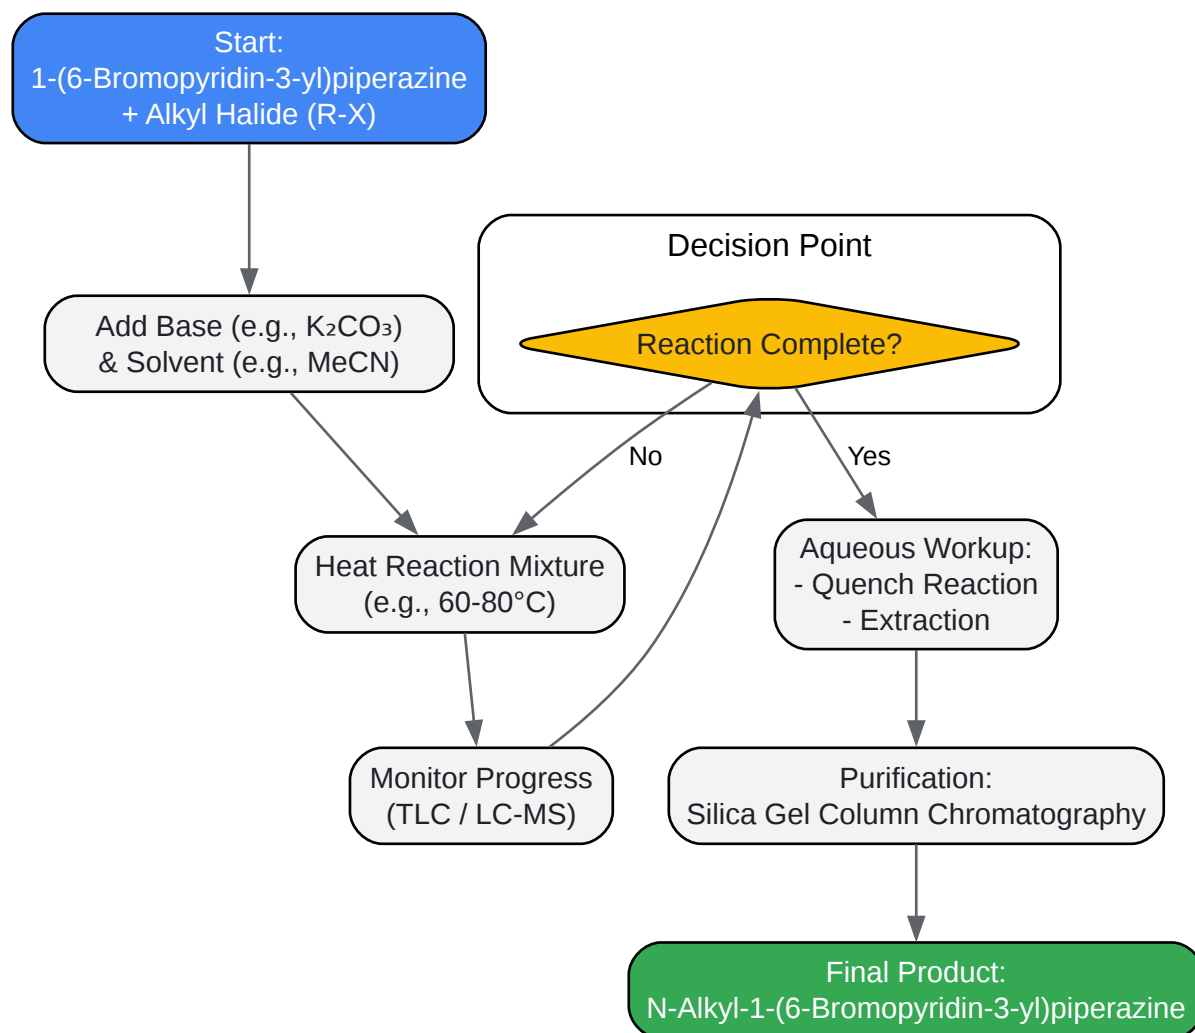 Start:
1-(6-Bromopyridin-3-yl)piperazine
+ Alkyl Halide (R-X)
Decision Point
Reaction Complete?
Add Base (e.g., K₂CO₃)
& Solvent (e.g., MeCN)
No
Yes
Heat Reaction Mixture
(e.g., 60-80°C)
Aqueous Workup:
- Quench Reaction
- Extraction
Monitor Progress
(TLC / LC-MS)
Purification:
Silica Gel Column Chromatography
Final Product:
N-Alkyl-1-(6-Bromopyridin-3-yl)piperazine